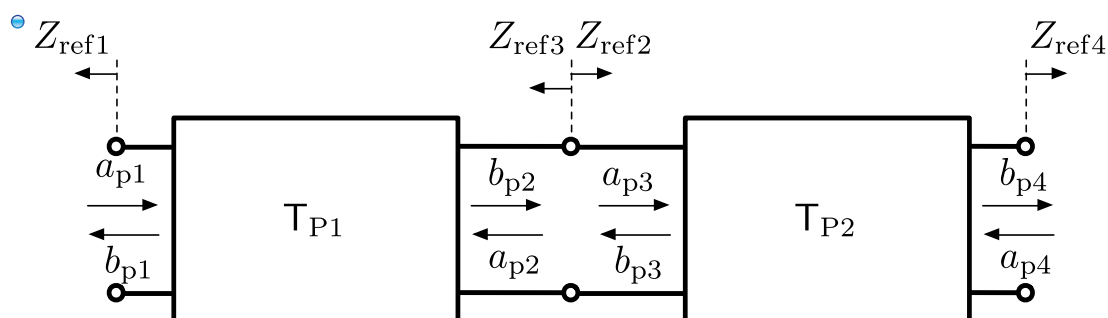 Z_ref1 Z_ref3 Z_ref2 Z_ref4
a_p1 b_p2 a_p3 b_p4
T_P1 T_P2
b_p1 a_p2 b_p3 a_p4